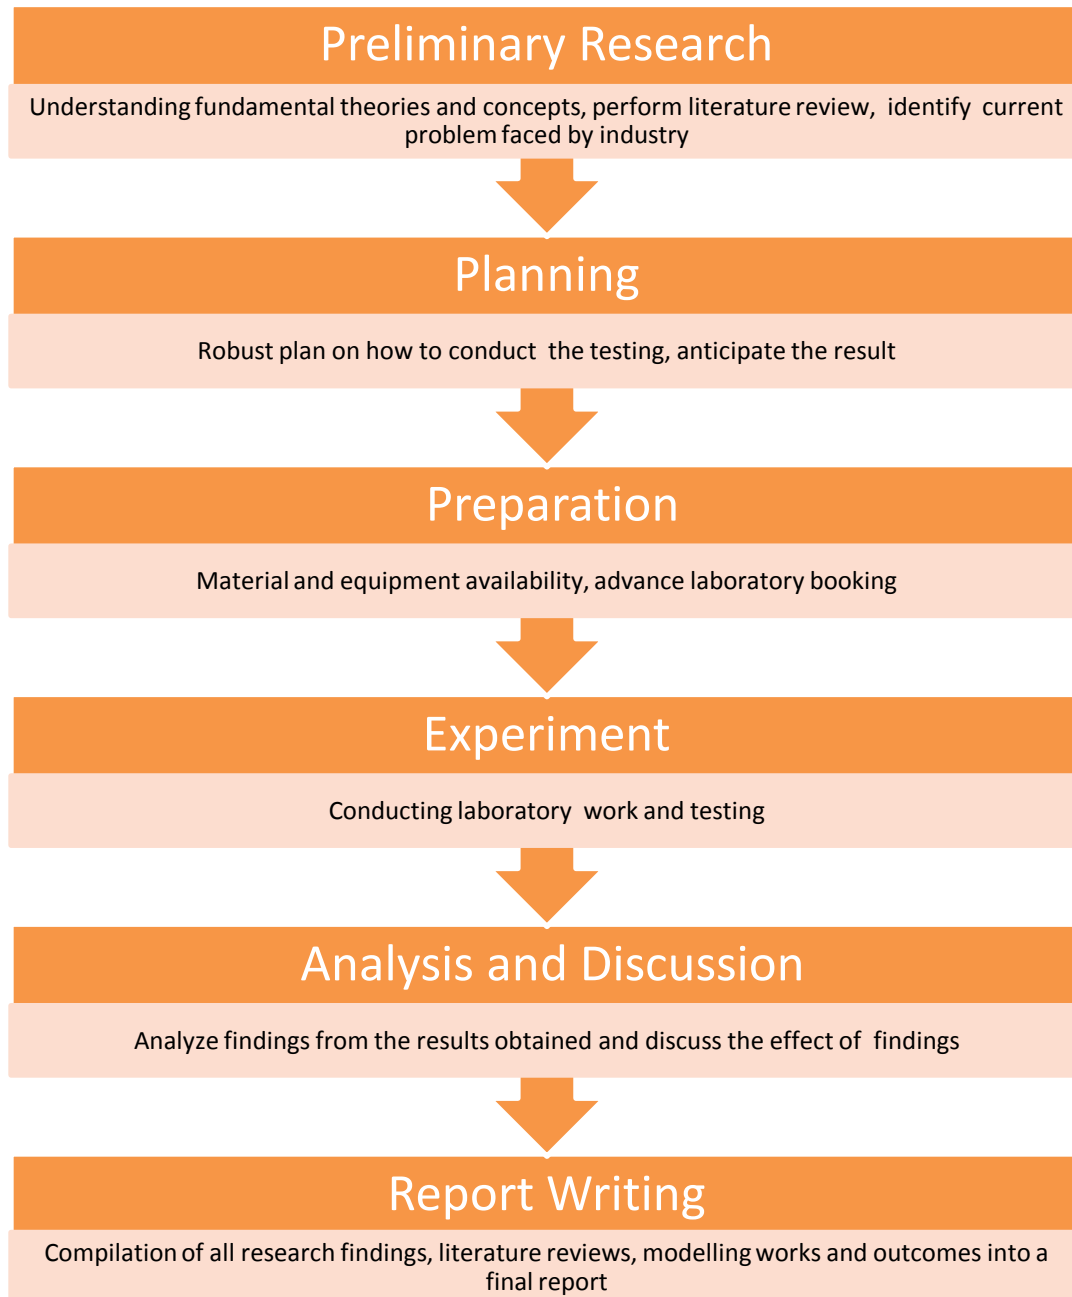 Preliminary Research
Understanding fundamental theories and concepts, perform literature review, identify current
problem faced by industry
Planning
Robust plan on how to conduct the testing, anticipate the result
Preparation
Material and equipment availability, advance laboratory booking
Experiment
Conducting laboratory work and testing
Analysis and Discussion
Analyze findings from the results obtained and discuss the effect of findings
Report Writing
Compilation of all research findings, literature reviews, modelling works and outcomes into a
final report